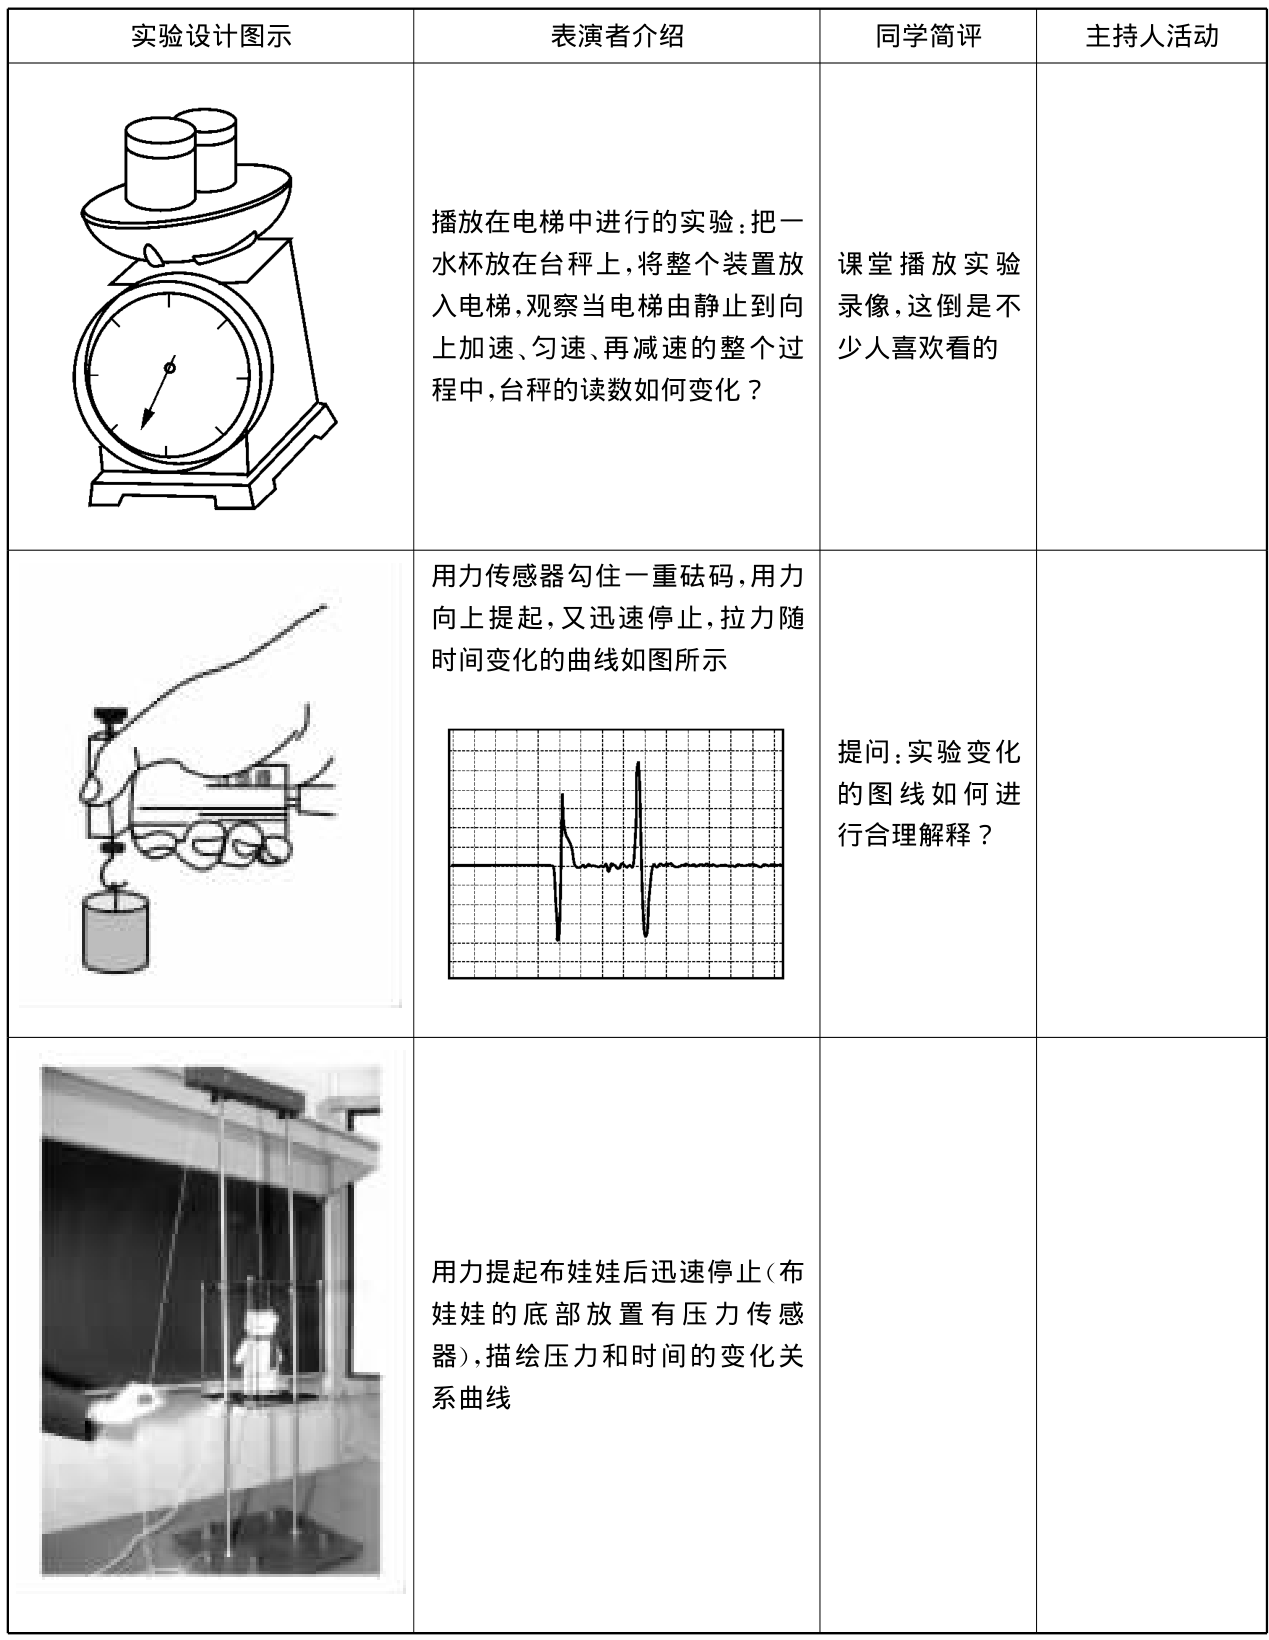 实验设计图示
表演者介绍
同学简评
主持人活动
播放在电梯中进行的实验:把一
水杯放在台秤上,将整个装置放
入电梯,观察当电梯由静止到向
上加速、匀速、再减速的整个过
程中,台秤的读数如何变化?
课堂播放实验
录像,这倒是不
少人喜欢看的
用力传感器勾住一重砝码,用力
向上提起,又迅速停止,拉力随
时间变化的曲线如图所示
提问:实验变化
的图线如何进
行合理解释?
用力提起布娃娃后迅速停止(布
娃娃的底部放置有压力传感
器),描绘压力和时间的变化关
系曲线